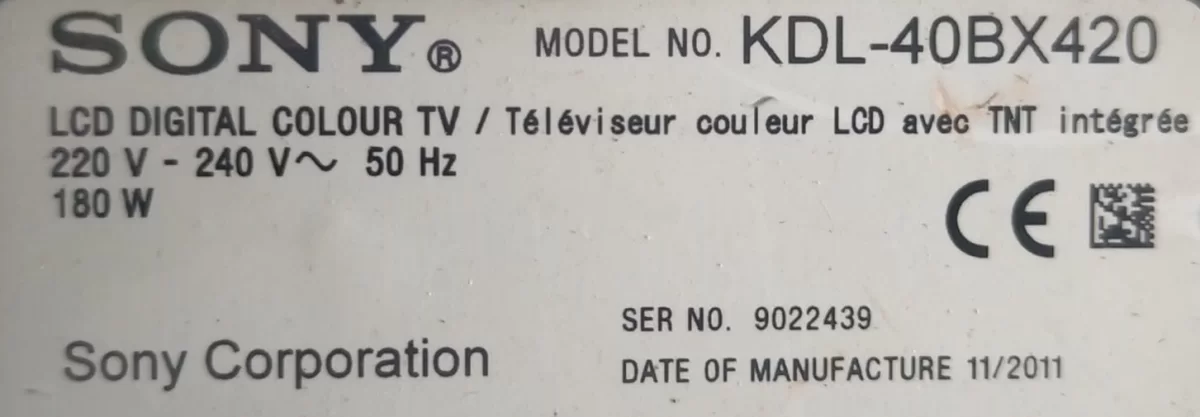 SONY® MODEL NO. KDL-40BX420
LCD DIGITAL COLOUR TV / Téléviseur couleur LCD avec TNT intégrée
220 V - 240 V~ 50 Hz
180 W
CE
SER NO. 9022439
Sony Corporation
DATE OF MANUFACTURE 11/2011